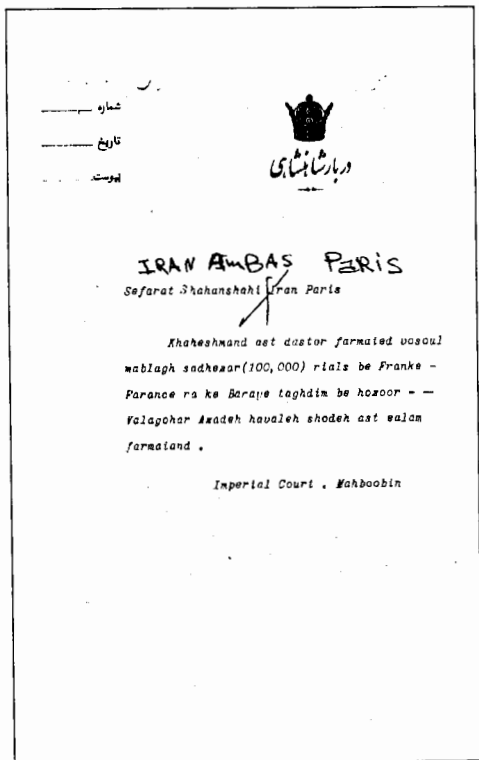 شماره
تاریخ
پیوست
دربار شاهنشاهی
IRAN AMBAS PARIS
Sefarat Shahanshahi Iran Paris
Khaheshmand ast dastor farmaied vosoul
mablagh sadhezar(100,000) rials be Franke -
Farance ra ke Baraye taghdim be hozoor - -
Valagohar Azadeh havaleh shodeh ast ealam
farmaiand .
Imperial Court . Mahboobin